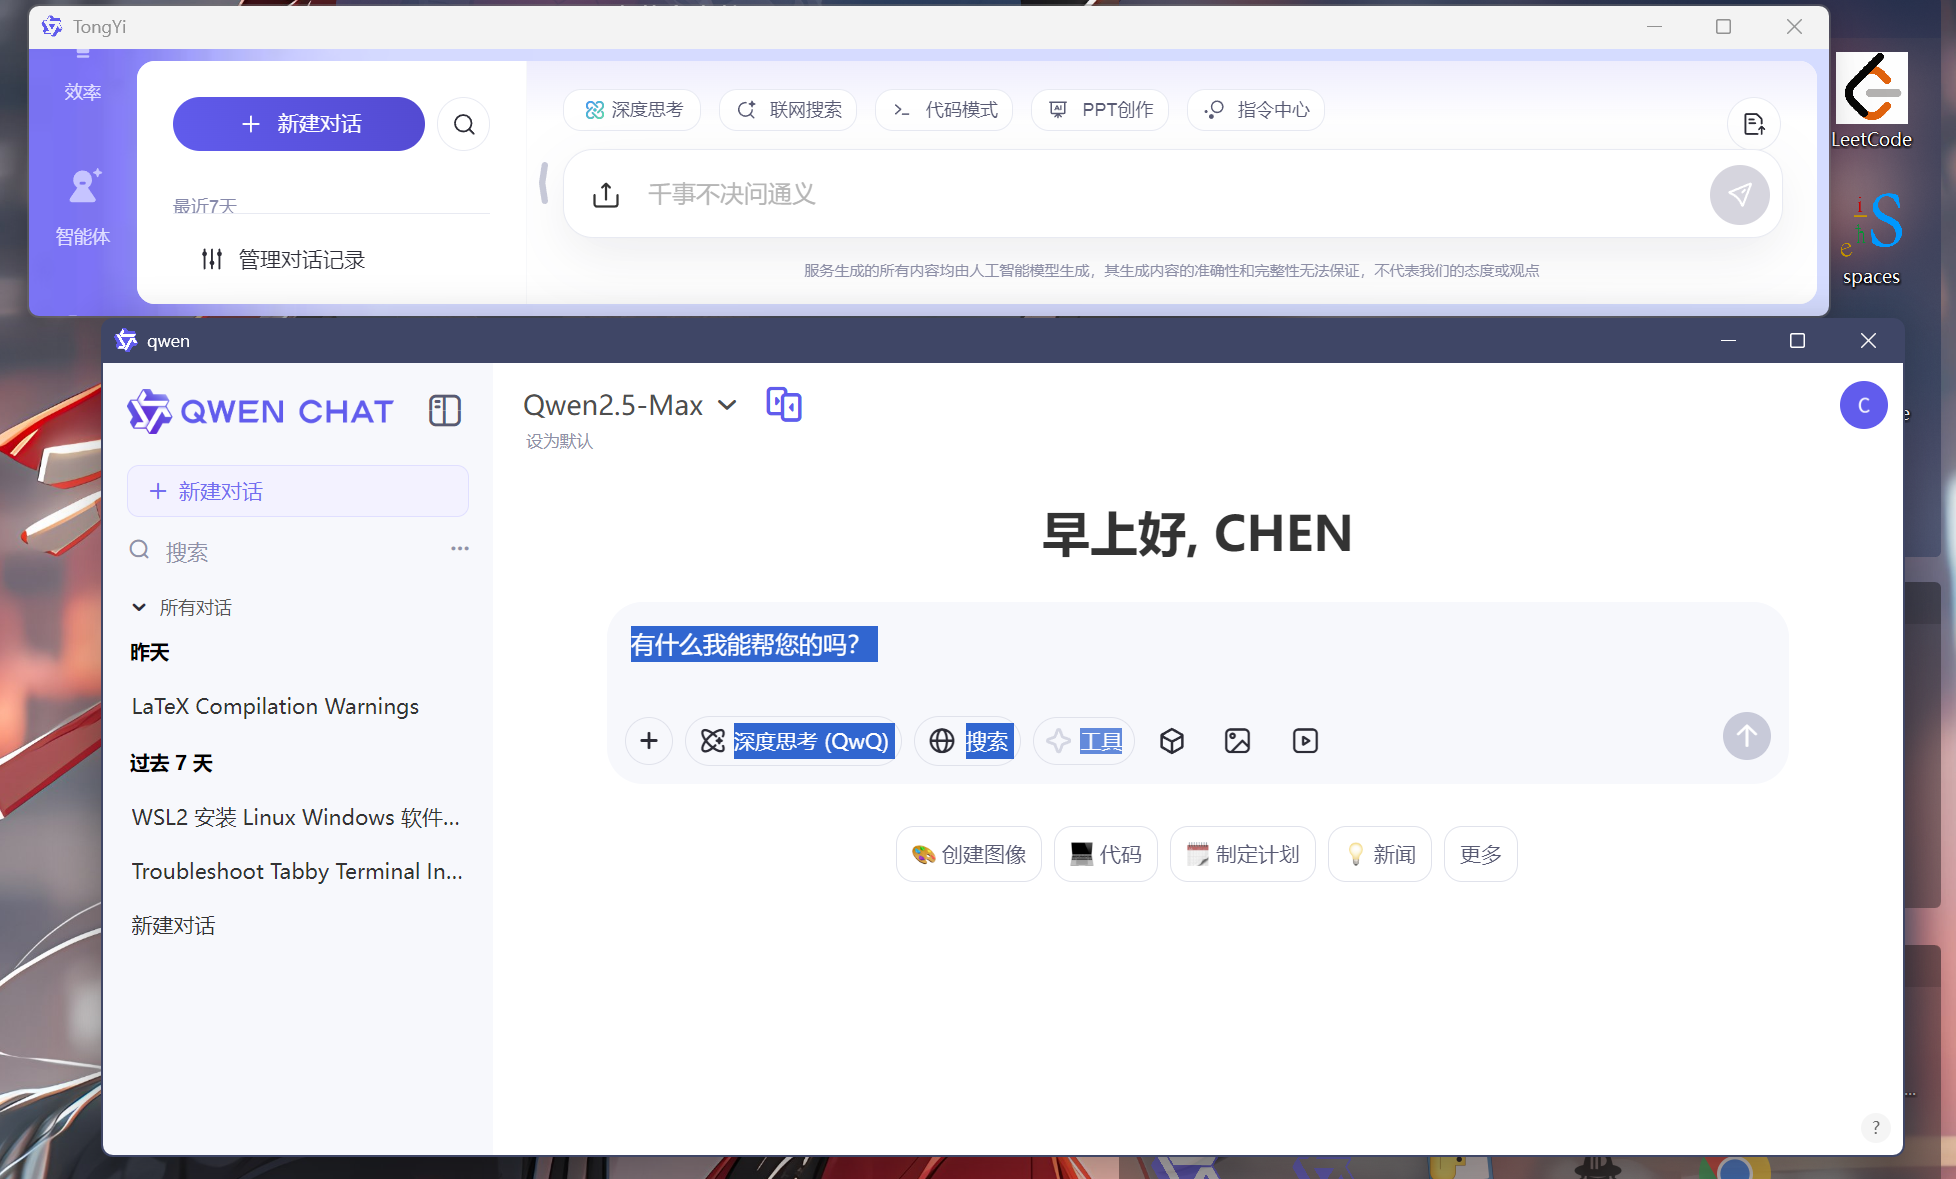 TongYi
效率
新建对话
深度思考
联网搜索
代码模式
PPT创作
指令中心
LeetCode
千事不决问通义
最近7天
智能体
管理对话记录
服务生成的所有内容均由人工智能模型生成，其生成内容的准确性和完整性无法保证，不代表我们的态度或观点
spaces
qwen
QWEN CHAT
Qwen2.5-Max
C
设为默认
新建对话
搜索
所有对话
昨天
LaTeX Compilation Warnings
过去 7 天
WSL2 安装 Linux Windows 软件...
Troubleshoot Tabby Terminal In...
新建对话
早上好, CHEN
有什么我能帮您的吗？
深度思考 (QwQ)
搜索
工具
创建图像
代码
制定计划
新闻
更多
?